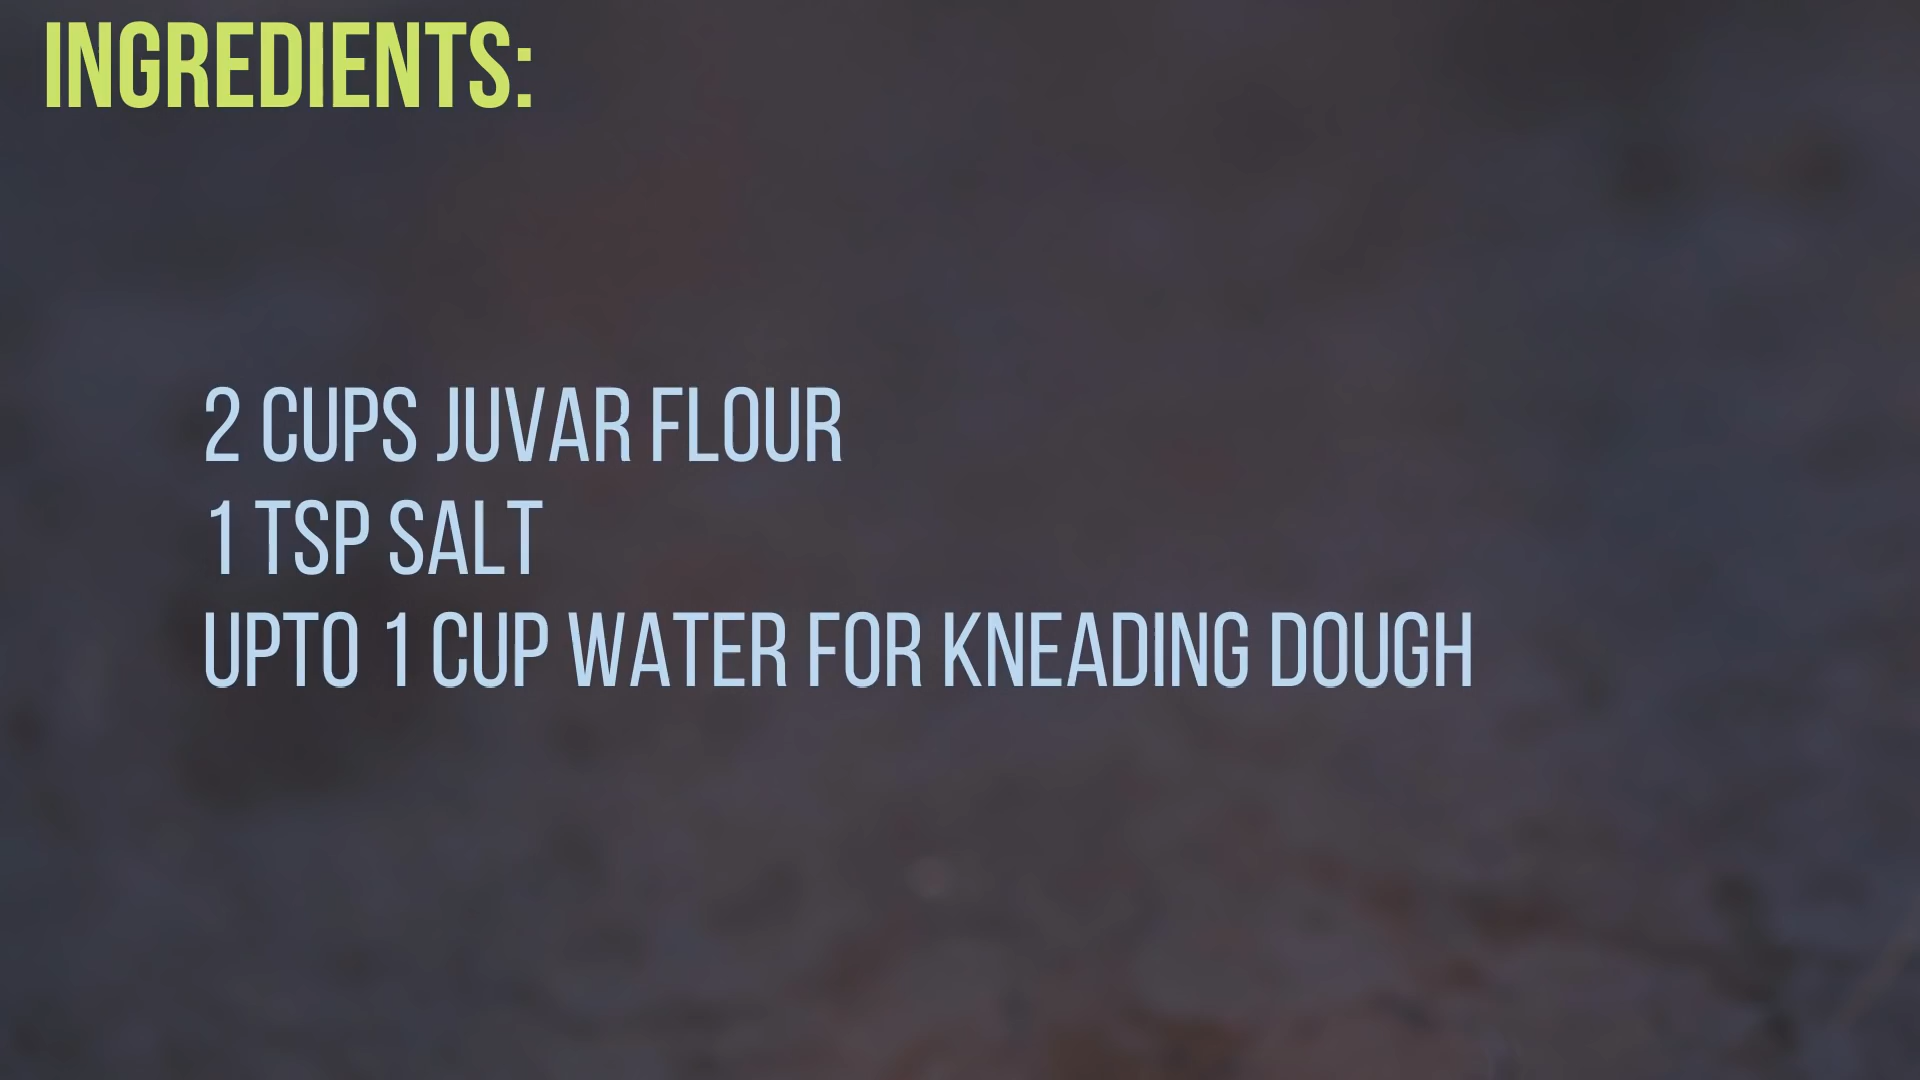 INGREDIENTS:
2 CUPS JUVAR FLOUR
1 TSP SALT
UPTO 1 CUP WATER FOR KNEADING DOUGH